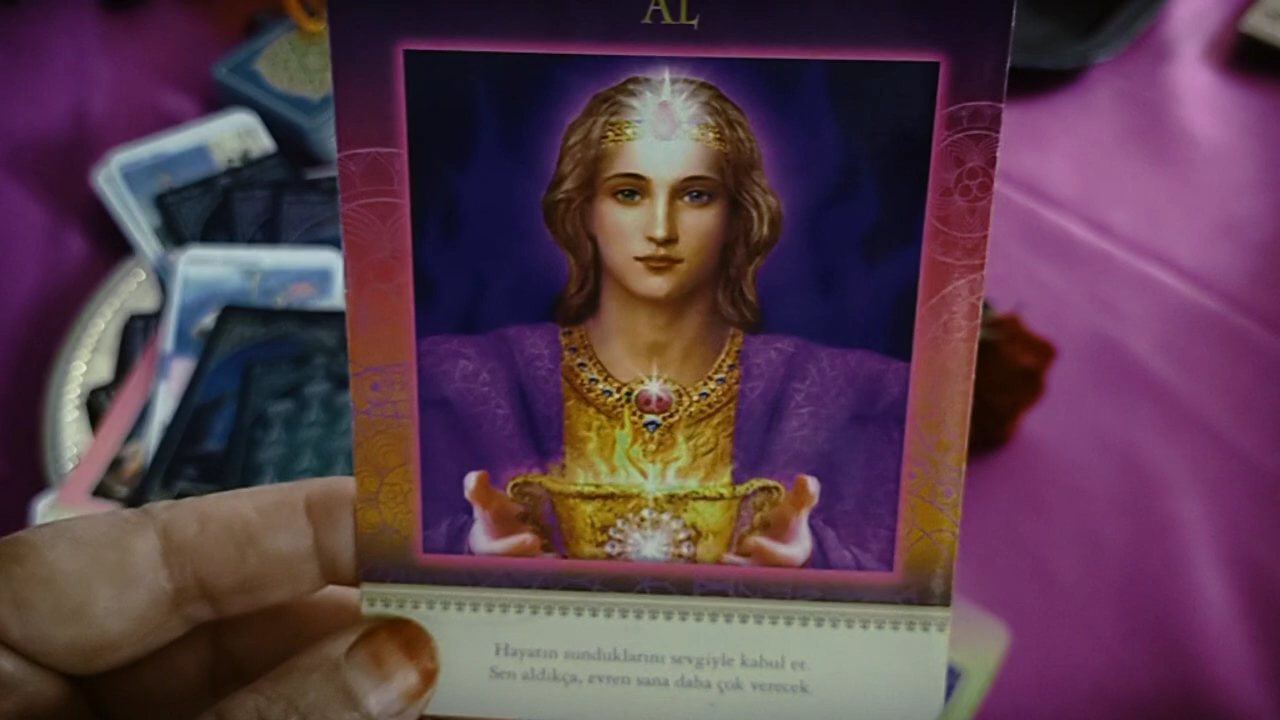 AL
Hayatın sunduklarını sevgiyle kabul et.
Sen aldıkça, evren sana daha çok verecek.